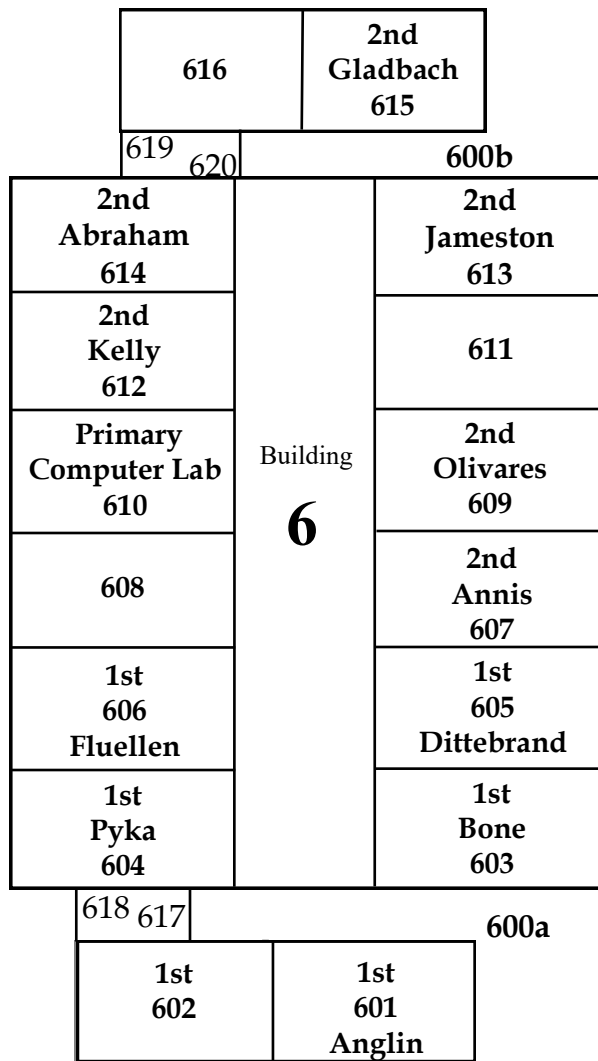 616
2nd
Gladbach
615
619
620
600b
2nd
Abraham
614
2nd
Jameston
613
2nd
Kelly
612
611
Primary
Computer Lab
610
Building
6
2nd
Olivares
609
608
2nd
Annis
607
1st
606
Fluellen
1st
605
Dittebrand
1st
Pyka
604
1st
Bone
603
618
617
600a
1st
602
1st
601
Anglin